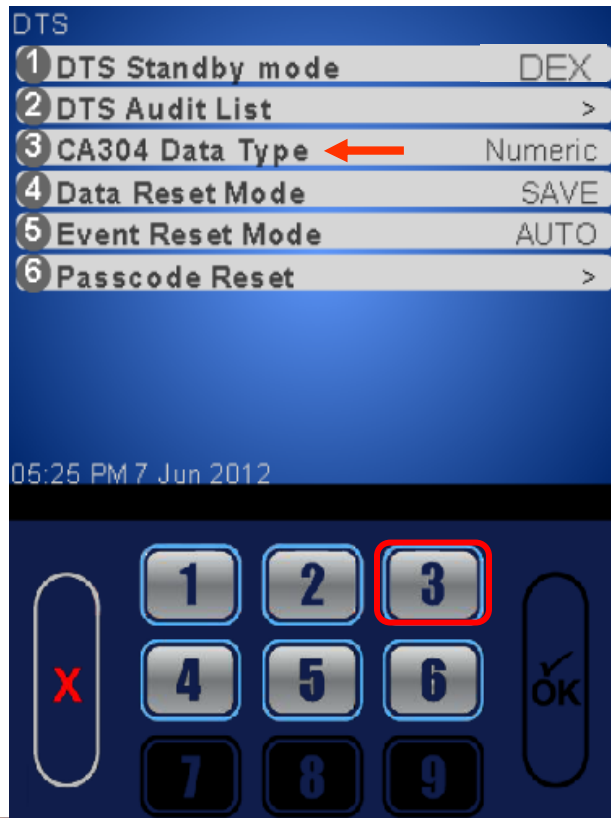 DTS
1 DTS Standby mode DEX
2 DTS Audit List >
3 CA304 Data Type Numeric
4 Data Reset Mode SAVE
5 Event Reset Mode AUTO
6 Passcode Reset >
05:25 PM 7 Jun 2012
1 2 3
X 4 5 6 OK
7 8 9